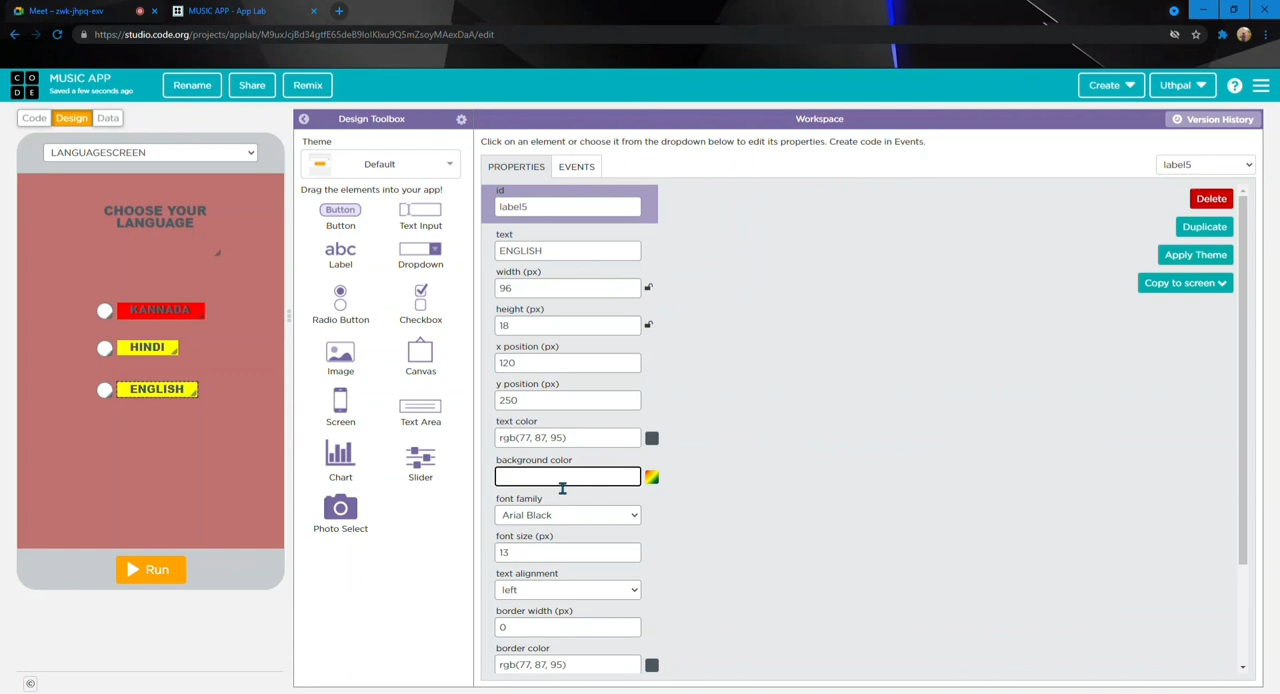 Meet – zwk-jhpq-exv
MUSIC APP - App Lab
https://studio.code.org/projects/applab/M9uxJcjBd34gtfE65deB9IolKlxu9Q5mZsoyMAexDaA/edit
C O
D E
MUSIC APP
Saved a few seconds ago
Rename
Share
Remix
Create
Uthpal
?
Code
Design
Data
Design Toolbox
Workspace
Version History
LANGUAGESCREEN
Theme
Default
Click on an element or choose it from the dropdown below to edit its properties. Create code in Events.
PROPERTIES
EVENTS
label5
Drag the elements into your app!
CHOOSE YOUR
LANGUAGE
KANNADA
HINDI
ENGLISH
Run
Button
Button
Text Input
abc
Label
Dropdown
Radio Button
Checkbox
Image
Canvas
Screen
Text Area
Chart
Slider
Photo Select
id
label5
text
ENGLISH
width (px)
96
height (px)
18
x position (px)
120
y position (px)
250
text color
rgb(77, 87, 95)
background color
font family
Arial Black
font size (px)
13
text alignment
left
border width (px)
0
border color
rgb(77, 87, 95)
Delete
Duplicate
Apply Theme
Copy to screen
©